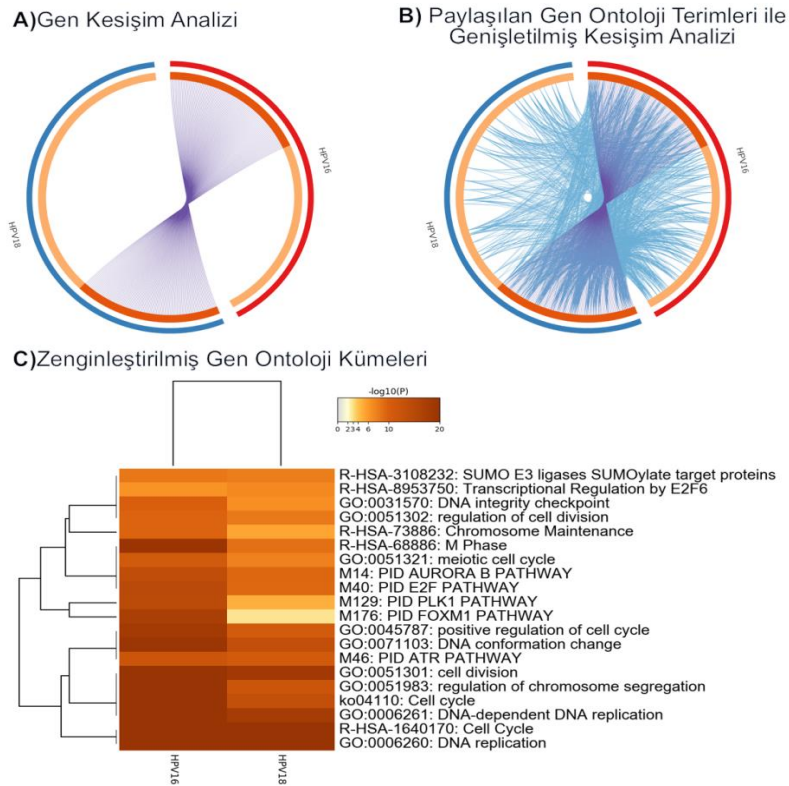 A)Gen Kesişim Analizi
B) Paylaşılan Gen Ontoloji Terimleri ile
Genişletilmiş Kesişim Analizi
HPV16
HPV18
HPV16
HPV18
C)Zenginleştirilmiş Gen Ontoloji Kümeleri
-log10(P)
0 2 3 4 6 10 20
R-HSA-3108232: SUMO E3 ligases SUMOylate target proteins
R-HSA-8953750: Transcriptional Regulation by E2F6
GO:0031570: DNA integrity checkpoint
GO:0051302: regulation of cell division
R-HSA-73886: Chromosome Maintenance
R-HSA-68886: M Phase
GO:0051321: meiotic cell cycle
M14: PID AURORA B PATHWAY
M40: PID E2F PATHWAY
M129: PID PLK1 PATHWAY
M176: PID FOXM1 PATHWAY
GO:0045787: positive regulation of cell cycle
GO:0071103: DNA conformation change
M46: PID ATR PATHWAY
GO:0051301: cell division
GO:0051983: regulation of chromosome segregation
ko04110: Cell cycle
GO:0006261: DNA-dependent DNA replication
R-HSA-1640170: Cell Cycle
GO:0006260: DNA replication
HPV16
HPV18